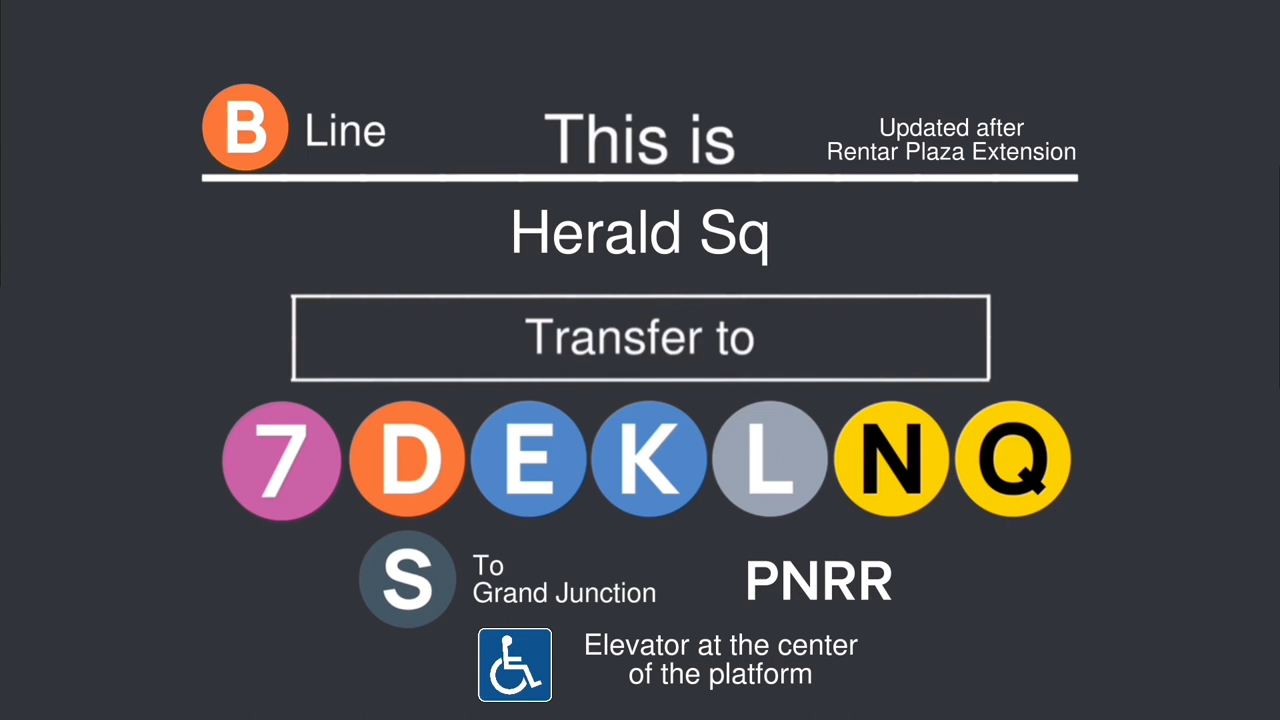 B Line
This is
Updated after
Rentar Plaza Extension
Herald Sq
Transfer to
7 D E K L N Q
S To
Grand Junction
PNRR
Elevator at the center
of the platform